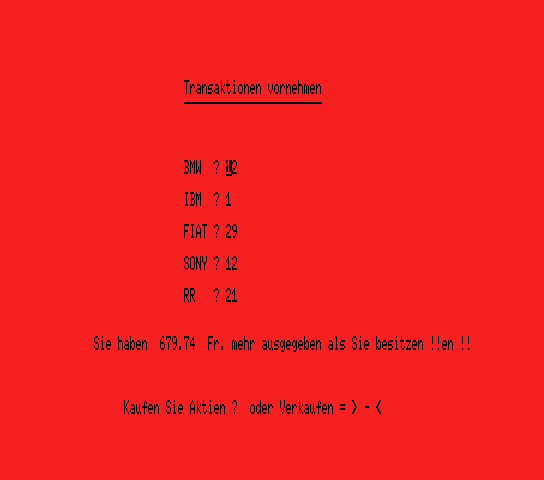 Transaktionen vornehmen
BMW ? 2
IBM ? 1
FIAT ? 29
SONY ? 12
RR ? 21
Sie haben 679.74 Fr. mehr ausgegeben als Sie besitzen !!en !!
Kaufen Sie Aktien ? oder Verkaufen = > - <